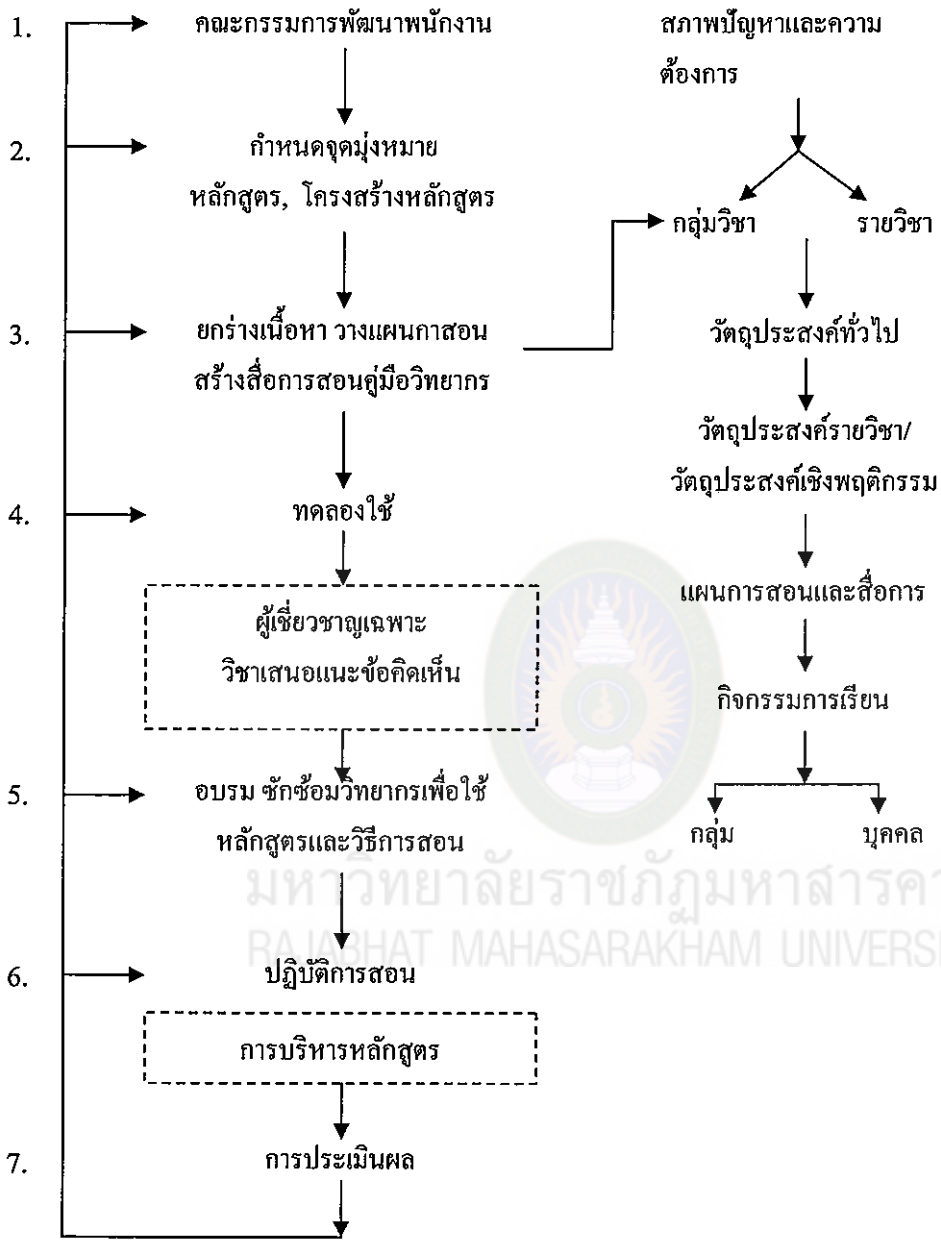 1.
คณะกรรมการพัฒนาพนักงาน
2.
กำหนดจุดมุ่งหมาย
หลักสูตร, โครงสร้างหลักสูตร
3.
ยกร่างเนื้อหา วางแผนกาสอน
สร้างสื่อการสอนคู่มือวิทยากร
4.
ทดลองใช้
ผู้เชี่ยวชาญเฉพาะ
วิชาเสนอแนะข้อคิดเห็น
5.
อบรม ซักซ้อมวิทยากรเพื่อใช้
หลักสูตรและวิธีการสอน
6.
ปฏิบัติการสอน
การบริหารหลักสูตร
7.
การประเมินผล
สภาพปัญหาและความ
ต้องการ
กลุ่มวิชา
รายวิชา
วัตถุประสงค์ทั่วไป
วัตถุประสงค์รายวิชา/
วัตถุประสงค์เชิงพฤติกรรม
แผนการสอนและสื่อการ
กิจกรรมการเรียน
กลุ่ม
บุคคล
มหาวิทยาลัยราชภัฏมหาสารคา
RAJABHAT MAHASARAKHAM UNIVERSI